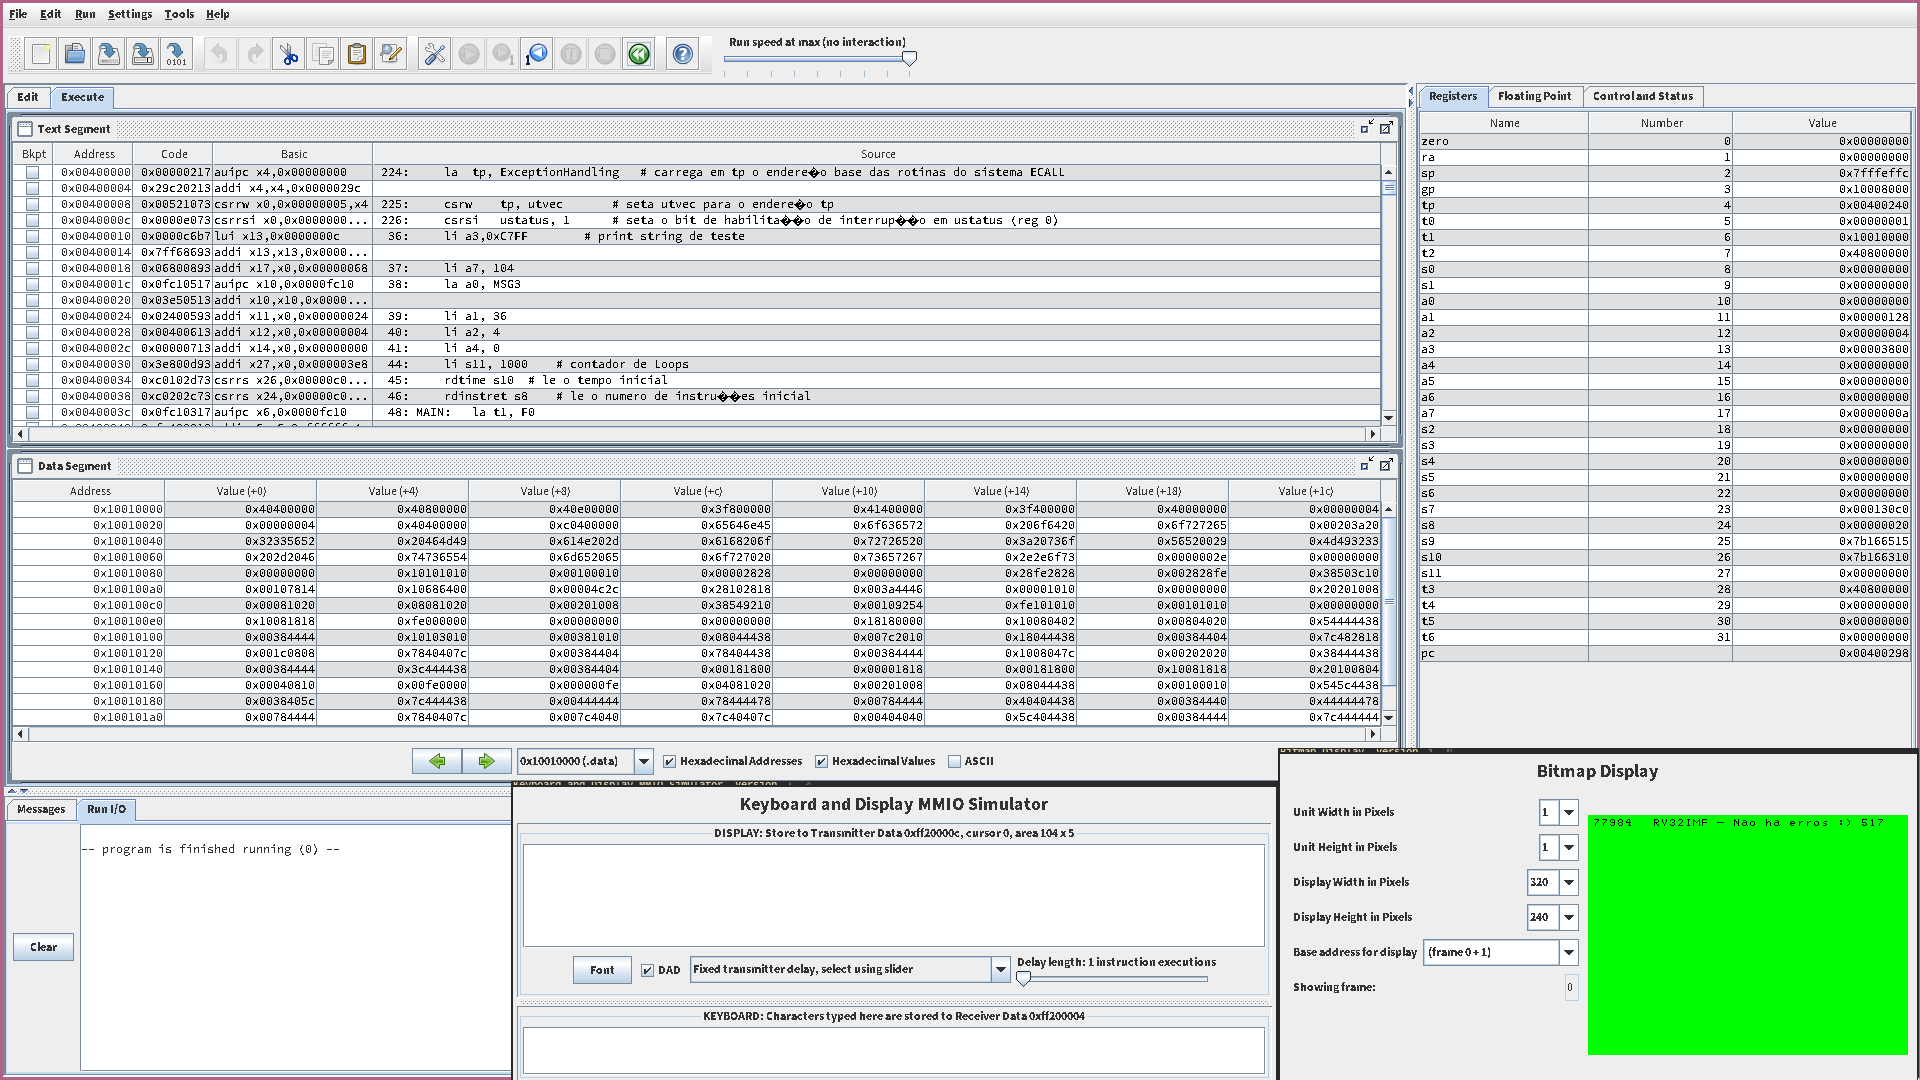 File Edit Run Settings Tools Help
Run speed at max (no interaction)
Edit Execute
Text Segment
Bkpt Address Code Basic Source
0x00400000 0x00000217 auipc x4,0x00000000 224: la tp, ExceptionHandling # carrega em tp o endere�o base das rotinas do sistema ECALL
0x00400004 0x29c20213 addi x4,x4,0x0000029c
0x00400008 0x00521073 csrrw x0,0x00000005,x4 225: csrw tp, utvec # seta utvec para o endere�o tp
0x0040000c 0x0000e073 csrrsi x0,0x0000000... 226: csrsi ustatus, 1 # seta o bit de habilita��o de interrup��o em ustatus (reg 0)
0x00400010 0x0000c6b7 lui x13,0x0000000c 36: li a3,0xC7FF # print string de teste
0x00400014 0x7ff68693 addi x13,x13,0x0000...
0x00400018 0x06800893 addi x17,x0,0x00000068 37: li a7, 104
0x0040001c 0x0fc10517 auipc x10,0x0000fc10 38: la a0, MSG3
0x00400020 0x03e50513 addi x10,x10,0x0000...
0x00400024 0x02400593 addi x11,x0,0x00000024 39: li a1, 36
0x00400028 0x00400613 addi x12,x0,0x00000004 40: li a2, 4
0x0040002c 0x00000713 addi x14,x0,0x00000000 41: li a4, 0
0x00400030 0x3e800d93 addi x27,x0,0x000003e8 44: li s11, 1000 # contador de Loops
0x00400034 0xc0102d73 csrrs x26,0x00000c0... 45: rdtime s10 # le o tempo inicial
0x00400038 0xc0202c73 csrrs x24,0x00000c0... 46: rdinstret s8 # le o numero de instru��es inicial
0x0040003c 0x0fc10317 auipc x6,0x0000fc10 48: MAIN: la t1, F0
Data Segment
Address Value (+0) Value (+4) Value (+8) Value (+c) Value (+10) Value (+14) Value (+18) Value (+1c)
0x10010000 0x40400000 0x40800000 0x40e00000 0x3f800000 0x41400000 0x3f400000 0x40000000 0x00000004
0x10010020 0x00000004 0x40400000 0xc0400000 0x65646e45 0x6f636572 0x206f6420 0x6f727265 0x00203a20
0x10010040 0x32335652 0x20464d49 0x614e202d 0x6168206f 0x72726520 0x3a20736f 0x56520029 0x4d493233
0x10010060 0x202d2046 0x74736554 0x6d652065 0x6f727020 0x73657267 0x2e2e6f73 0x0000002e 0x00000000
0x10010080 0x00000000 0x10101010 0x00100010 0x00002828 0x00000000 0x28fe2828 0x002828fe 0x38503c10
0x100100a0 0x00107814 0x10686400 0x00004c2c 0x28102818 0x003a4446 0x00001010 0x00000000 0x20201008
0x100100c0 0x00081020 0x08081020 0x00201008 0x38549210 0x00109254 0xfe101010 0x00101010 0x00000000
0x100100e0 0x10081818 0xfe000000 0x00000000 0x00000000 0x18180000 0x10080402 0x00804020 0x54444438
0x10010100 0x00384444 0x10103010 0x00381010 0x08044438 0x007c2010 0x18044438 0x00384404 0x7c482818
0x10010120 0x001c0808 0x7840407c 0x00384404 0x78404438 0x00384444 0x1008047c 0x00202020 0x38444438
0x10010140 0x00384444 0x3c444438 0x00384404 0x00181800 0x00001818 0x00181800 0x10081818 0x20100804
0x10010160 0x00040810 0x00fe0000 0x000000fe 0x04081020 0x00201008 0x08044438 0x00100010 0x545c4438
0x10010180 0x0038405c 0x7c444438 0x00444444 0x78444478 0x00784444 0x40404438 0x00384440 0x44444478
0x100101a0 0x00784444 0x7840407c 0x007c4040 0x7c40407c 0x00404040 0x5c404438 0x00384444 0x7c444444
0x10010000 (.data) Hexadecimal Addresses Hexadecimal Values ASCII
Messages Run I/O
-- program is finished running (0) --
Clear
Keyboard and Display MMIO Simulator
DISPLAY: Store to Transmitter Data 0xff20000c, cursor 0, area 104 x 5
Font DAD Fixed transmitter delay, select using slider Delay length: 1 instruction executions
KEYBOARD: Characters typed here are stored to Receiver Data 0xff200004
Registers Floating Point Control and Status
Name Number Value
zero 0 0x00000000
ra 1 0x00000000
sp 2 0x7fffeffc
gp 3 0x10008000
tp 4 0x00400240
t0 5 0x00000001
t1 6 0x10010000
t2 7 0x40800000
s0 8 0x00000000
s1 9 0x00000000
a0 10 0x00000000
a1 11 0x00000128
a2 12 0x00000004
a3 13 0x00003800
a4 14 0x00000000
a5 15 0x00000000
a6 16 0x00000000
a7 17 0x0000000a
s2 18 0x00000000
s3 19 0x00000000
s4 20 0x00000000
s5 21 0x00000000
s6 22 0x00000000
s7 23 0x000130c0
s8 24 0x00000020
s9 25 0x7b166515
s10 26 0x7b166310
s11 27 0x00000000
t3 28 0x40800000
t4 29 0x00000000
t5 30 0x00000000
t6 31 0x00000000
pc 0x00400298
Bitmap Display
Unit Width in Pixels 1
Unit Height in Pixels 1
Display Width in Pixels 320
Display Height in Pixels 240
Base address for display (frame 0 + 1)
Showing frame: 0
77984 RV32IMF - Nao ha erros :) 517